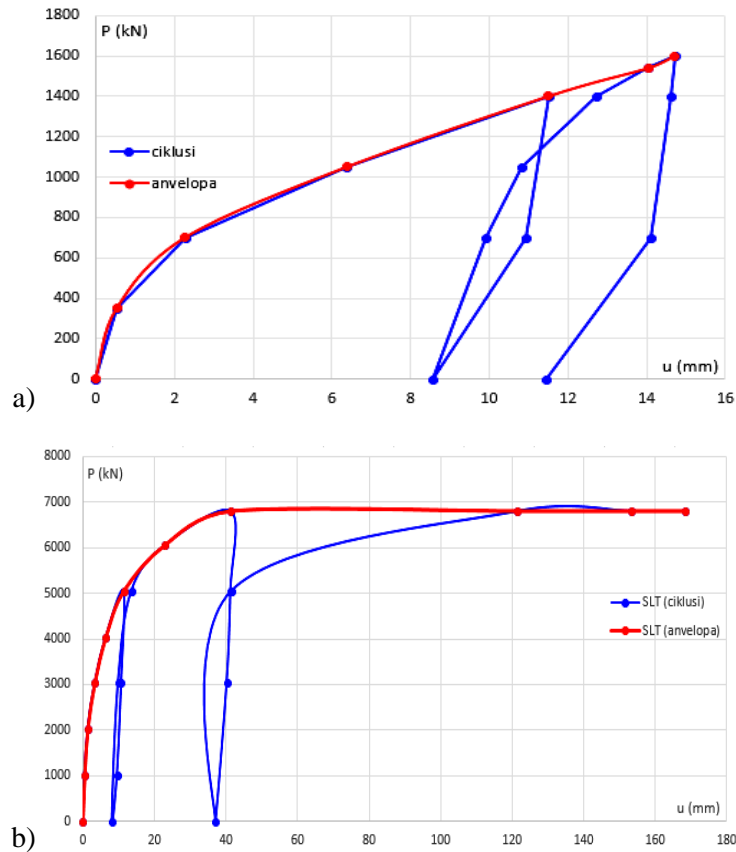 P (kN)
1800
1600
1400
1200
1000
800
600
400
200
0
ciklusi
anvelopa
u (mm)
0 2 4 6 8 10 12 14 16
a)
P (kN)
8000
7000
6000
5000
4000
3000
2000
1000
0
SLT (ciklusi)
SLT (anvelopa)
u (mm)
0 20 40 60 80 100 120 140 160 180
b)